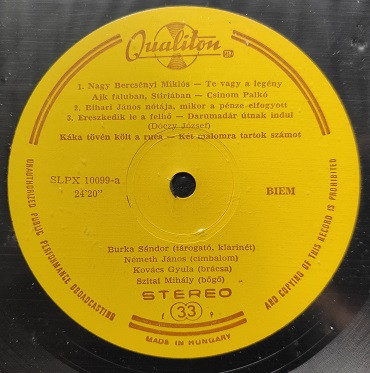 Qualiton
1. Nagy Bercsényi Miklós — Te vagy a legény
Ajk faluban, Stirjában — Csinom Palkó
2. Bihari János nótája, mikor a pénze elfogyott
3. Ereszkedik le a felhő — Darumadár útnak indul
(Dóczy József)
Káka tövén költ a ruca — Két malomra tartok számot
SLPX 10099-a
24'20"
BIEM
Burka Sándor (tárogató, klarinét)
Németh János (cimbalom)
Kovács Gyula (brácsa)
Szitai Mihály (bőgő)
STEREO
33
MADE IN HUNGARY
UNAUTHORIZED PUBLIC PERFORMANCE BROADCASTING
AND COPYING OF THIS RECORD IS PROHIBITED